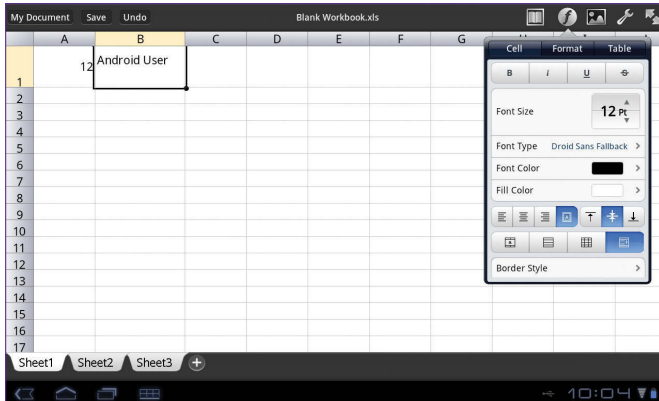 My Document Save Undo Blank Workbook.xls
A B C D E F G
Cell Format Table
1 12 Android User
B I U S
2
3
Font Size 12 Pt
4
5
Font Type Droid Sans Fallback >
6
Font Color >
7
Fill Color >
8
9
10
11
12
Border Style >
13
14
15
16
17
Sheet1 Sheet2 Sheet3 +
10:04